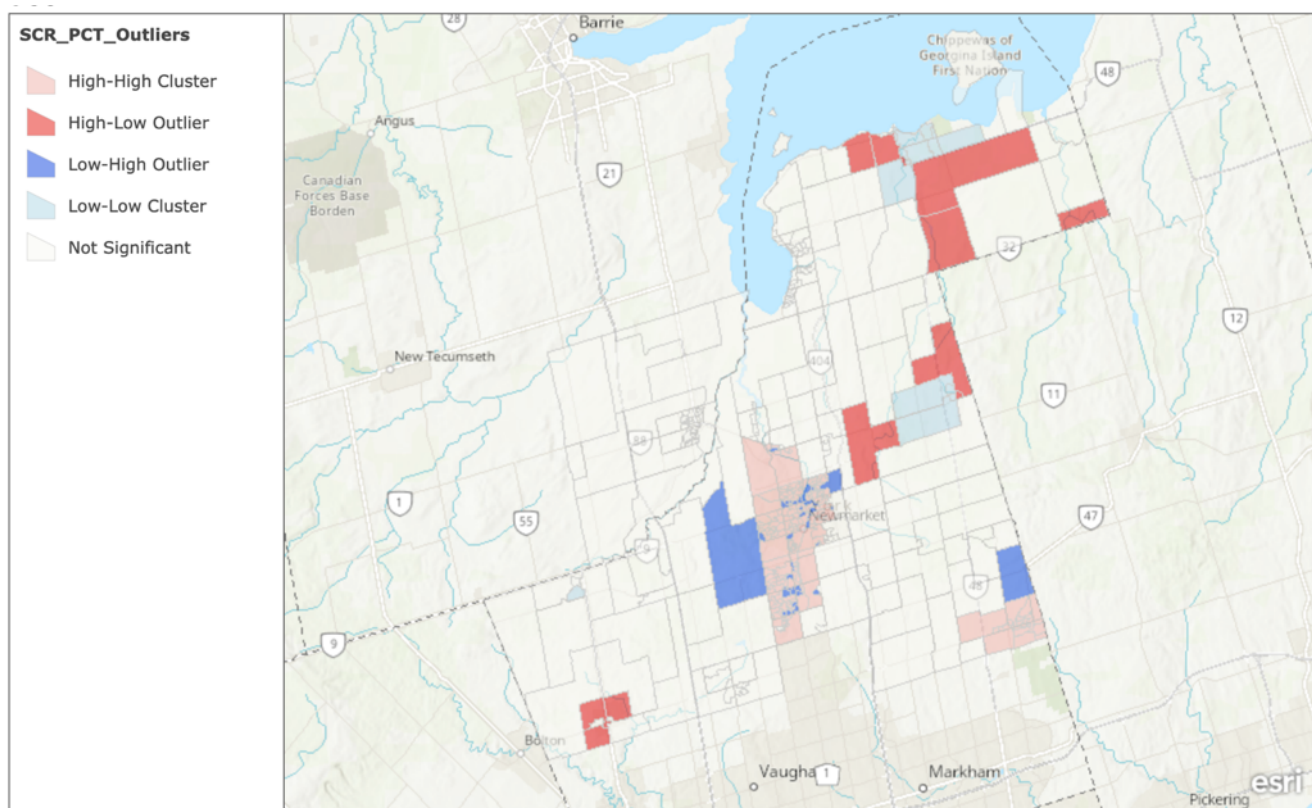 SCR_PCT_Outliers
High-High Cluster
High-Low Outlier
Low-High Outlier
Low-Low Cluster
Not Significant
28
Barrie
Chippewas of
Georgina Island
First Nation
48
Angus
21
Canadian
Forces Base
Borden
32
12
New Tecumseth
404
11
88
1
55
Newmarket
47
9
48
9
Bolton
Vaugha
1
Markham
esri
Pickering